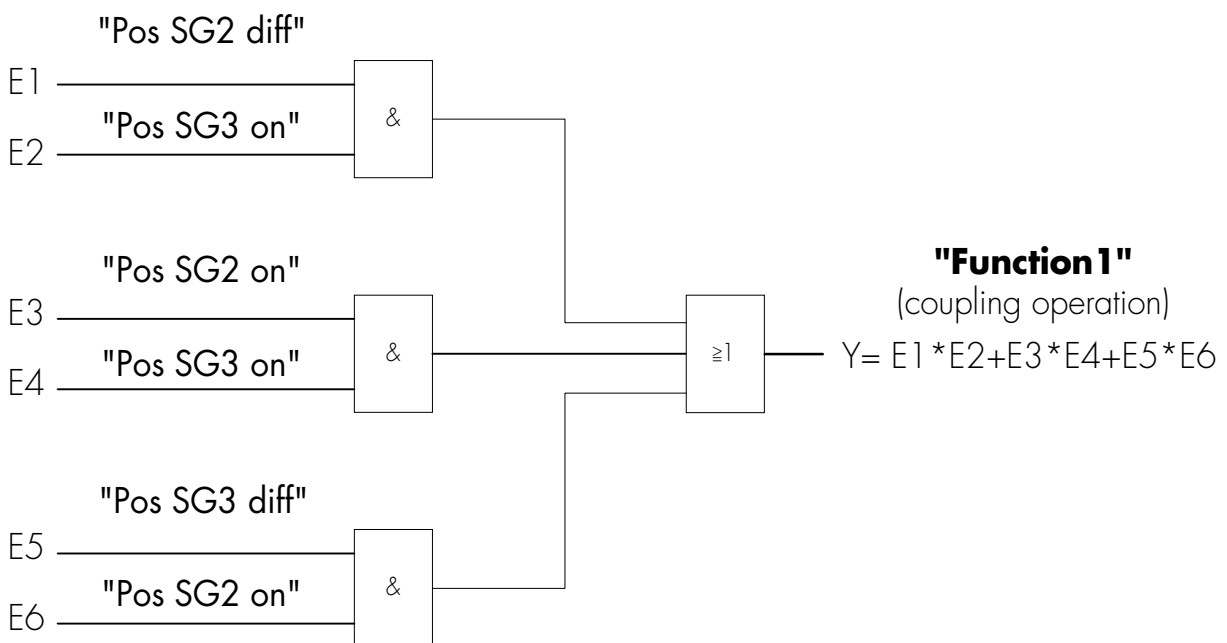 "Pos SG2 diff"
E1
"Pos SG3 on"
E2
&
"Pos SG2 on"
E3
"Pos SG3 on"
E4
&
"Pos SG3 diff"
E5
"Pos SG2 on"
E6
&
≧1
"Function1"
(coupling operation)
Y= E1*E2+E3*E4+E5*E6